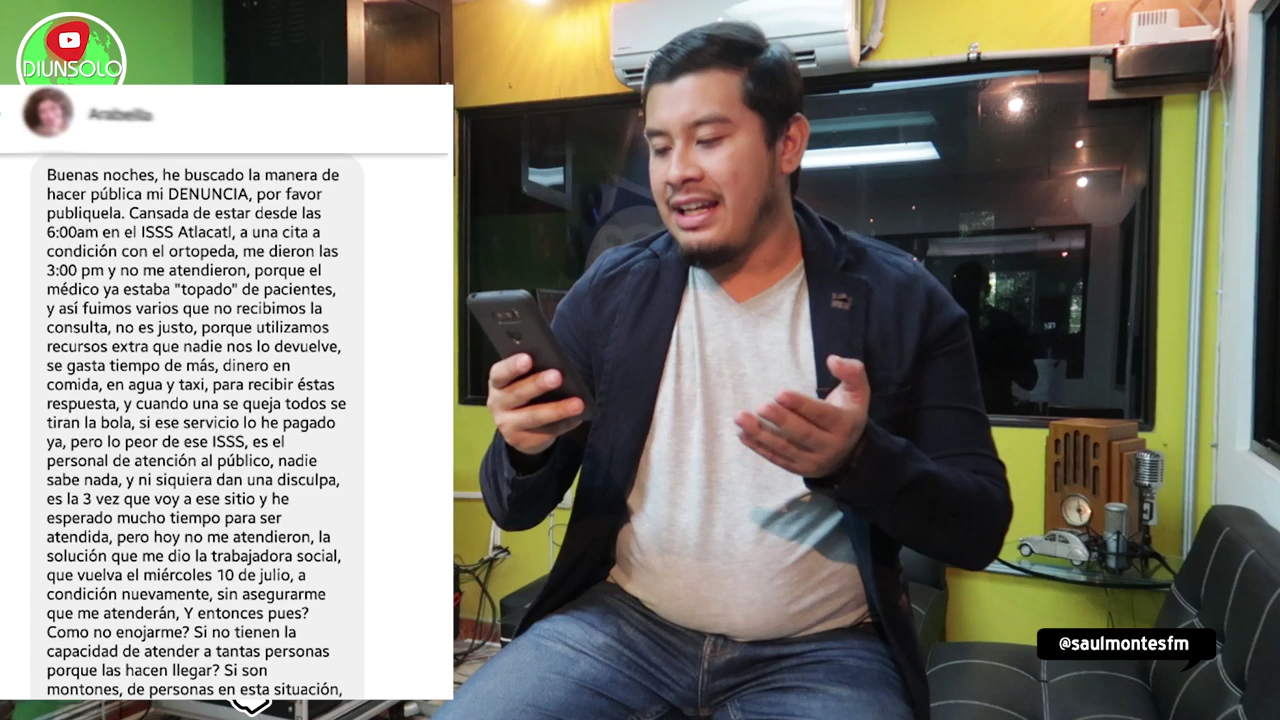 DIUNSOLO
Arabella
Buenas noches, he buscado la manera de
hacer pública mi DENUNCIA, por favor
publiquela. Cansada de estar desde las
6:00am en el ISSS Atlacatl, a una cita a
condición con el ortopeda, me dieron las
3:00 pm y no me atendieron, porque el
médico ya estaba "topado" de pacientes,
y así fuimos varios que no recibimos la
consulta, no es justo, porque utilizamos
recursos extra que nadie nos lo devuelve,
se gasta tiempo de más, dinero en
comida, en agua y taxi, para recibir éstas
respuesta, y cuando una se queja todos se
tiran la bola, si ese servicio lo he pagado
ya, pero lo peor de ese ISSS, es el
personal de atención al público, nadie
sabe nada, y ni siquiera dan una disculpa,
es la 3 vez que voy a ese sitio y he
esperado mucho tiempo para ser
atendida, pero hoy no me atendieron, la
solución que me dio la trabajadora social,
que vuelva el miércoles 10 de julio, a
condición nuevamente, sin asegurarme
que me atenderán, Y entonces pues?
Como no enojarme? Si no tienen la
capacidad de atender a tantas personas
porque las hacen llegar? Si son
montones, de personas en esta situación,
@saulmontesfm